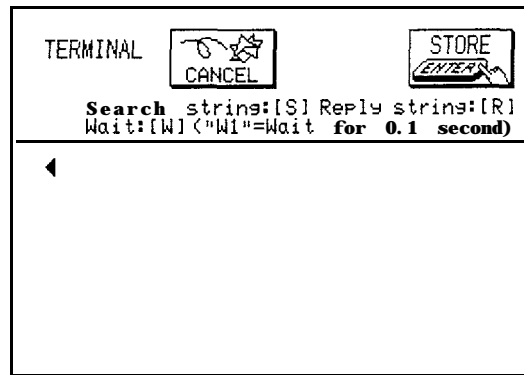 TERMINAL CANCEL STORE
ENTER
Search string:[S] Reply string:[R]
Wait:[W] ("W1"=Wait for 0.1 second)